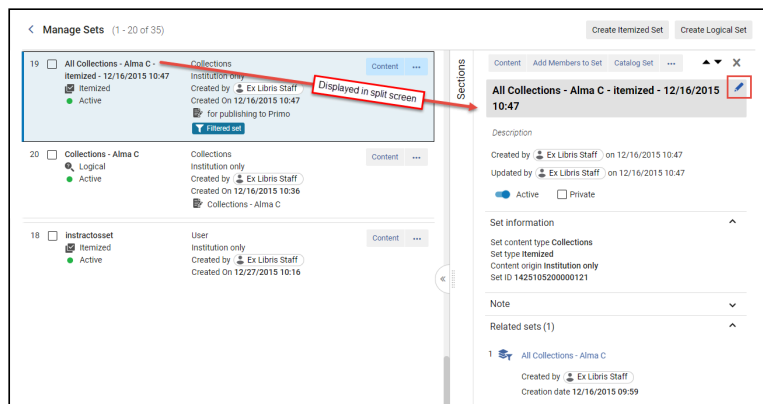 Manage Sets (1 - 20 of 35)
Create Itemized Set Create Logical Set
19 All Collections - Alma C -
itemized - 12/16/2015 10:47
Itemized
Active
Collections
Institution only
Created by Ex Libris Staff
Created On 12/16/2015 10:47
for publishing to Primo
Filtered set
Content ...
Displayed in split screen
20 Collections - Alma C
Logical
Active
Collections
Institution only
Created by Ex Libris Staff
Created On 12/16/2015 10:36
Collections - Alma C
Content ...
18 instractosset
Itemized
Active
User
Institution only
Created by Ex Libris Staff
Created On 12/27/2015 10:16
Content ...
Sections
Content Add Members to Set Catalog Set ...
All Collections - Alma C - itemized - 12/16/2015
10:47
Description
Created by Ex Libris Staff on 12/16/2015 10:47
Updated by Ex Libris Staff on 12/16/2015 10:47
Active Private
Set information
Set content type Collections
Set type Itemized
Content origin Institution only
Set ID 1425105200000121
Note
Related sets (1)
1 All Collections - Alma C
Created by Ex Libris Staff
Creation date 12/16/2015 09:59